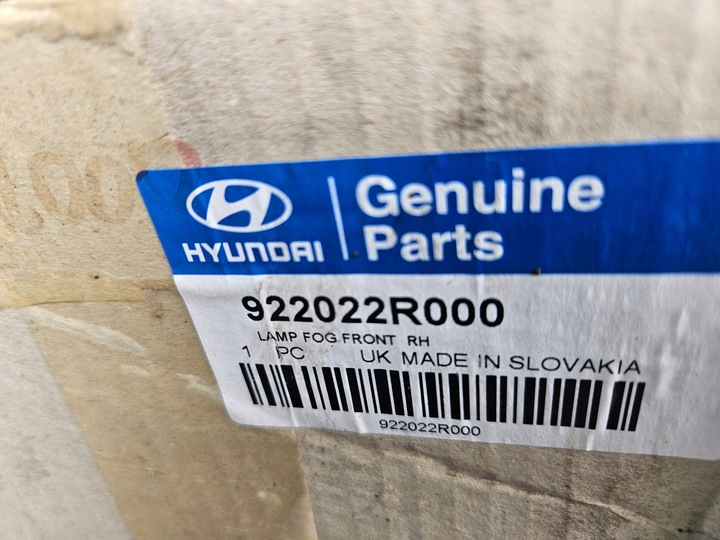 HYUNDAI
Genuine
Parts
922022R000
LAMP FOG FRONT RH
1 PC UK MADE IN SLOVAKIA
922022R000